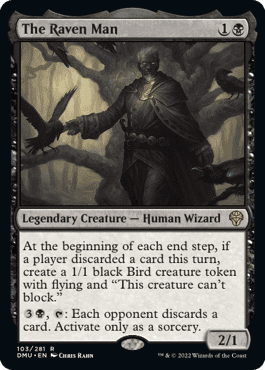 The Raven Man 1
Legendary Creature — Human Wizard
At the beginning of each end step, if
a player discarded a card this turn,
create a 1/1 black Bird creature token
with flying and “This creature can’t
block.”
3, : Each opponent discards a
card. Activate only as a sorcery.
2/1
103/281 R
DMU • EN Chris Rahn
™ & © 2022 Wizards of the Coast